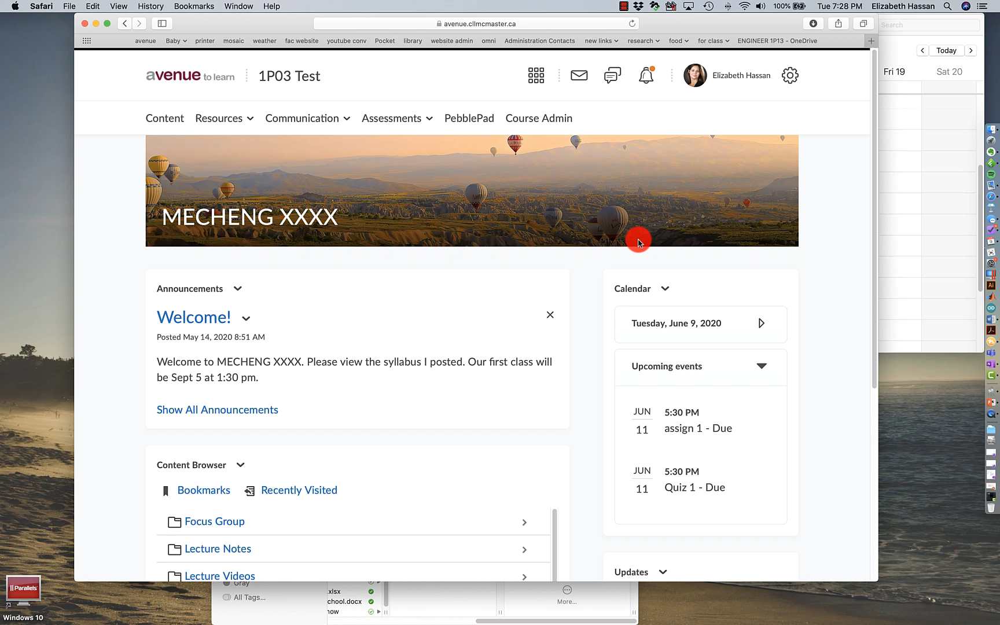 Safari File Edit View History Bookmarks Window Help 100% Tue 7:28 PM Elizabeth Hassan
avenue.cllmcmaster.ca
Search
avenue Baby printer mosaic weather fac website youtube conv Pocket library website admin omni Administration Contacts new links research food for class ENGINEER 1P13 - OneDrive
Today
Fri 19 Sat 20
avenue to learn 1P03 Test Elizabeth Hassan
Content Resources Communication Assessments PebblePad Course Admin
MECHENG XXXX
Announcements
Welcome!
Posted May 14, 2020 8:51 AM
Welcome to MECHENG XXXX. Please view the syllabus I posted. Our first class will
be Sept 5 at 1:30 pm.
Show All Announcements
Content Browser
Bookmarks Recently Visited
Focus Group
Lecture Notes
Lecture Videos
Calendar
Tuesday, June 9, 2020
Upcoming events
JUN 5:30 PM
11 assign 1 - Due
JUN 5:30 PM
11 Quiz 1 - Due
Updates
Gray
All Tags...
.xlsx
chool.docx
now
More...
|| Parallels
Windows 10